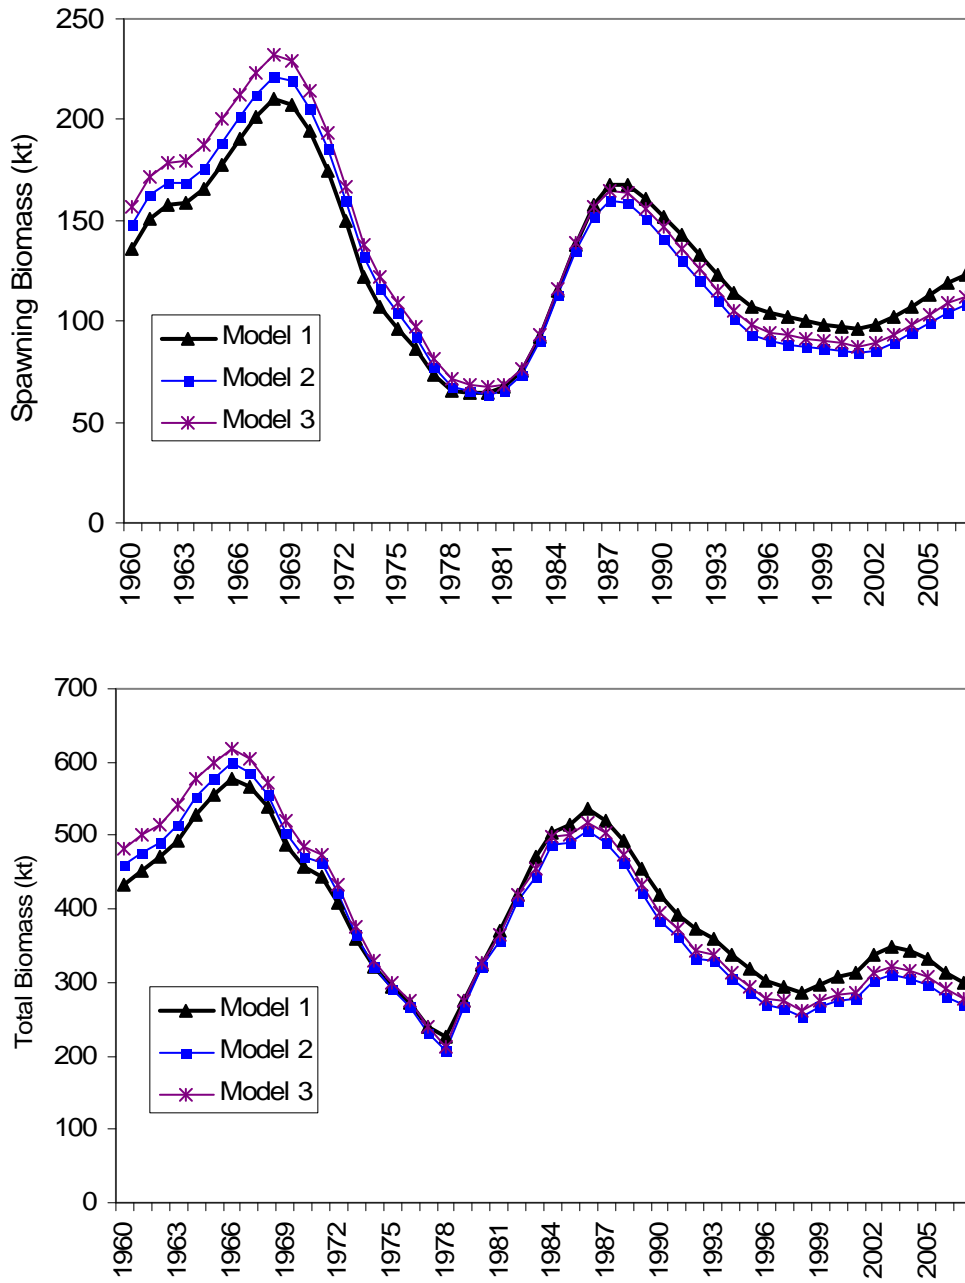 250
200
150
100
50
0
Spawning Biomass (kt)
Model 1
Model 2
Model 3
1960 1963 1966 1969 1972 1975 1978 1981 1984 1987 1990 1993 1996 1999 2002 2005
700
600
500
400
300
200
100
0
Total Biomass (kt)
Model 1
Model 2
Model 3
1960 1963 1966 1969 1972 1975 1978 1981 1984 1987 1990 1993 1996 1999 2002 2005